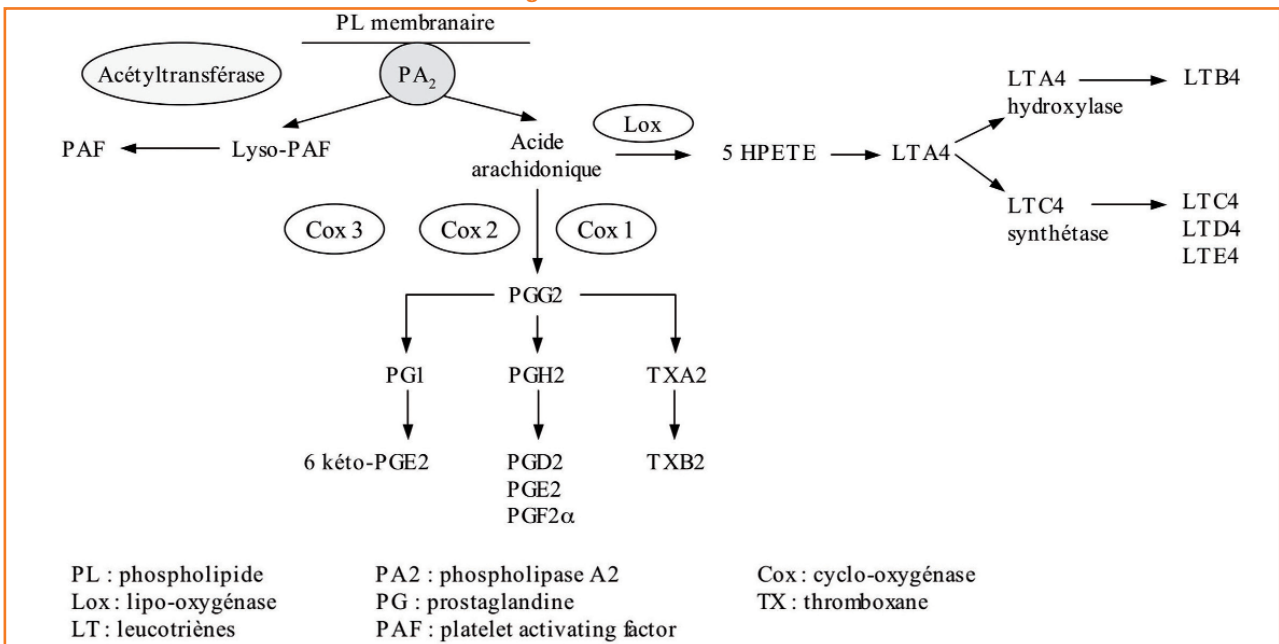 PL membranaire
Acétyltransférase
PA2
PAF
Lyso-PAF
Acide
arachidonique
Lox
5 HPETE
LTA4
LTA4
hydroxylase
LTB4
LTC4
synthétase
LTC4
LTD4
LTE4
Cox 3
Cox 2
Cox 1
PGG2
PG1
PGH2
TXA2
6 kéto-PGE2
PGD2
PGE2
PGF2α
TXB2
PL : phospholipide
Lox : lipo-oxygénase
LT : leucotriènes
PA2 : phospholipase A2
PG : prostaglandine
PAF : platelet activating factor
Cox : cyclo-oxygénase
TX : thromboxane